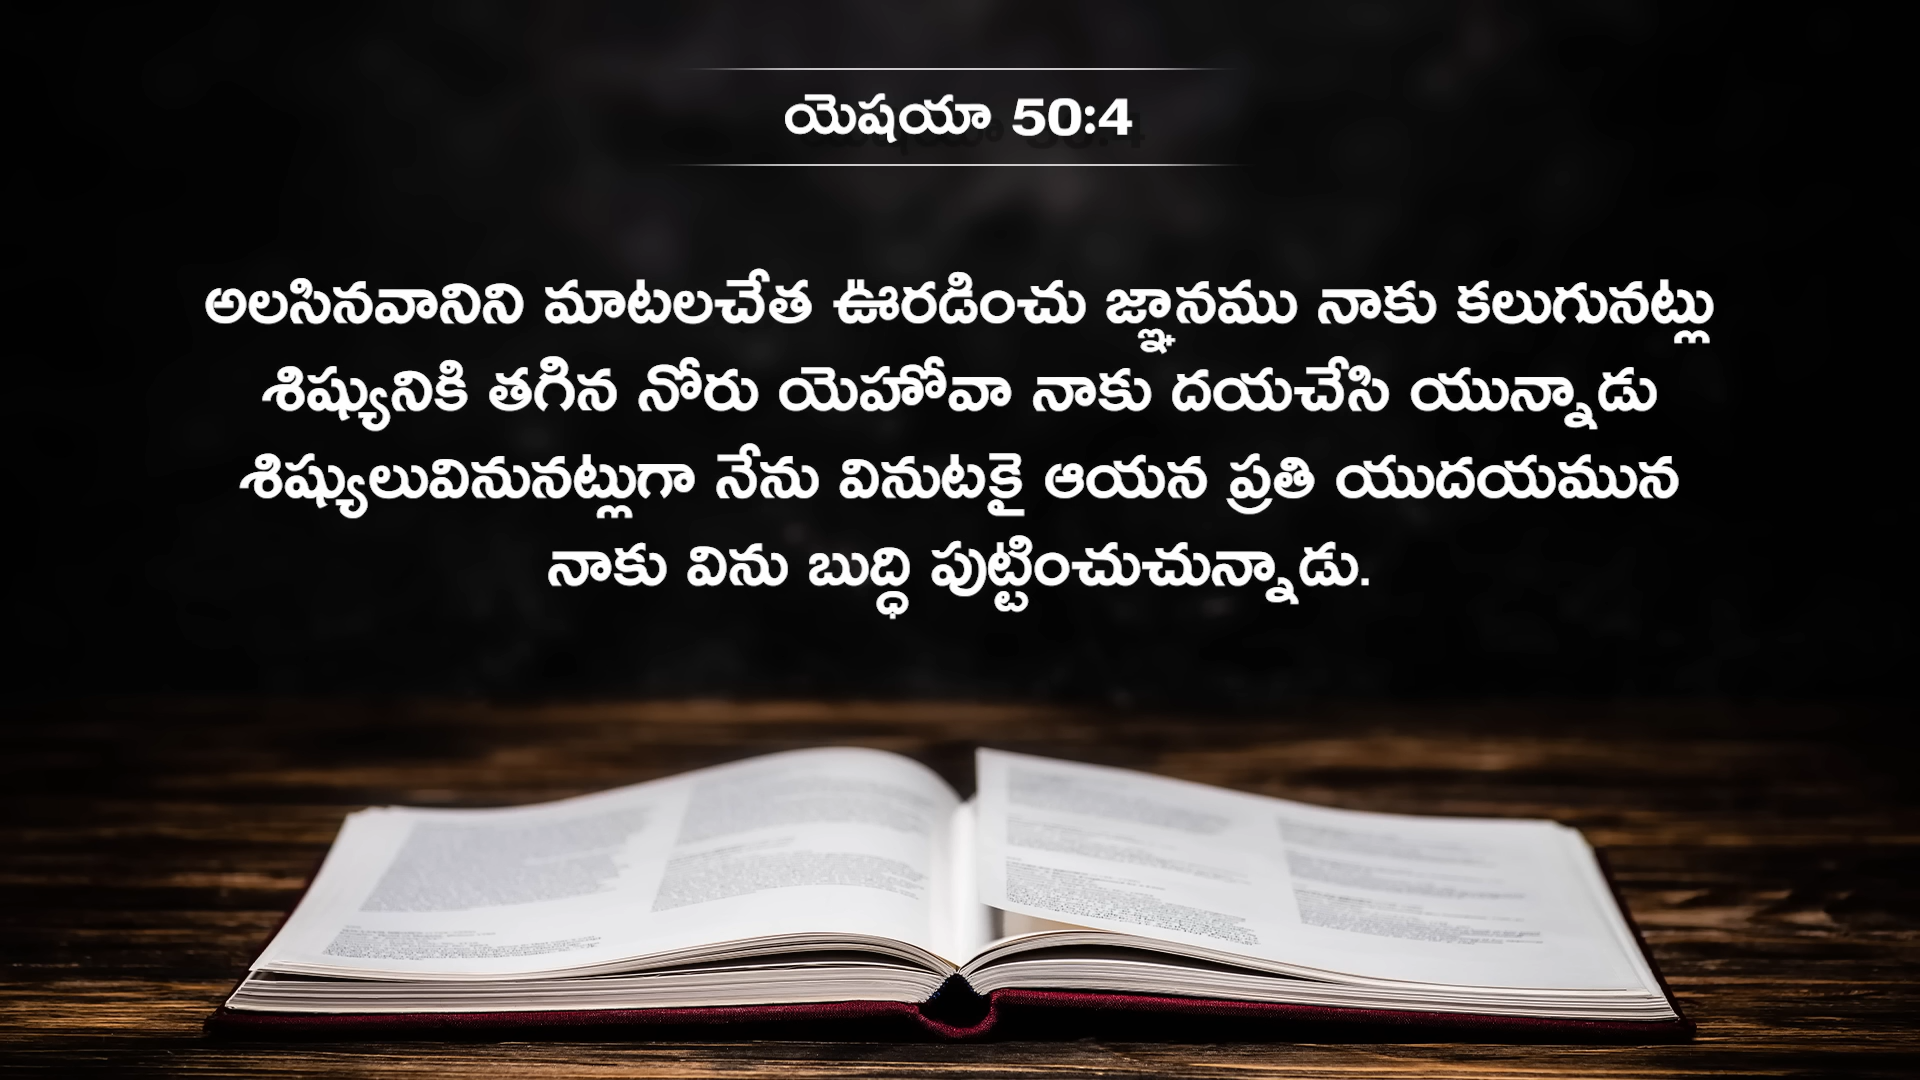 యెషయా 50:4
అలసినవానిని మాటలచేత ఊరడించు జ్ఞానము నాకు కలుగునట్లు
శిష్యునికి తగిన నోరు యెహోవా నాకు దయచేసి యున్నాడు
శిష్యులువినునట్లుగా నేను వినుటకై ఆయన ప్రతి యుదయమున
నాకు విను బుద్ధి పుట్టించుచున్నాడు.